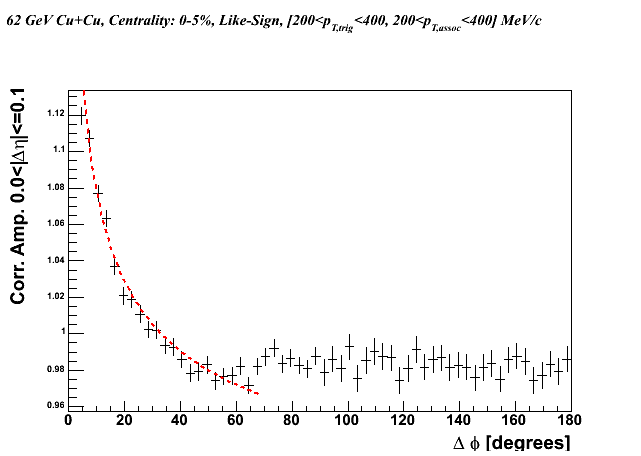 62 GeV Cu+Cu, Centrality: 0-5%, Like-Sign, [200<p_T,trig<400, 200<p_T,assoc<400] MeV/c
Corr. Amp. 0.0<|Δη|<=0.1
1.12
1.1
1.08
1.06
1.04
1.02
1
0.98
0.96
0 20 40 60 80 100 120 140 160 180
Δ ϕ [degrees]